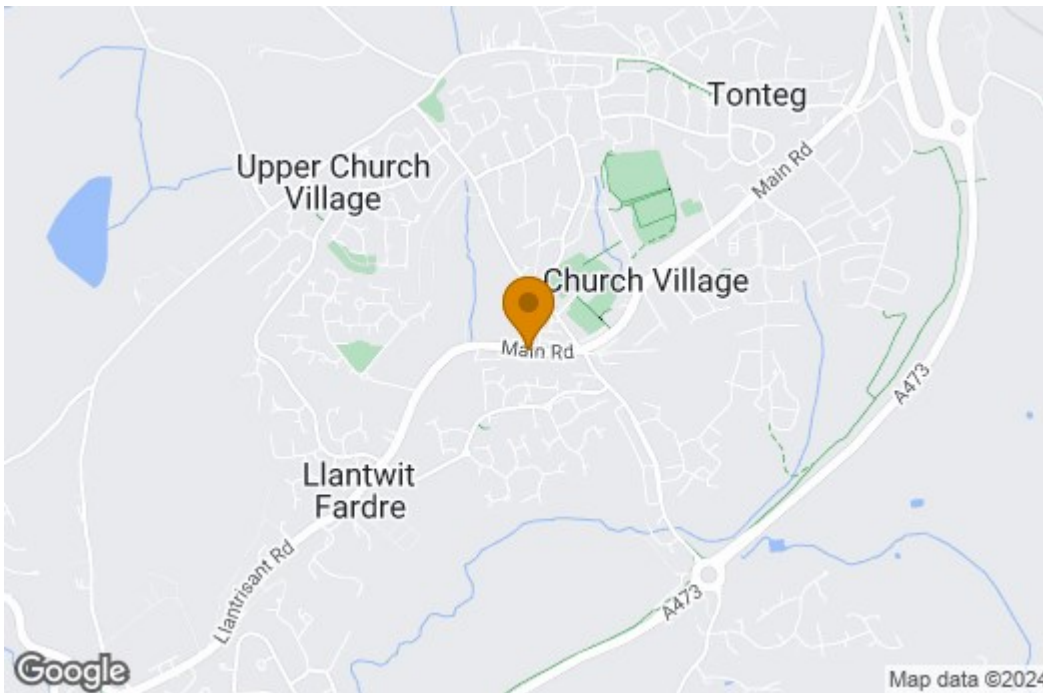 Tonteg
Main Rd
Upper Church
Village
Church Village
Main Rd
A473
Llantwit
Fardre
Llantrisant Rd
A473
Google
Map data ©2024